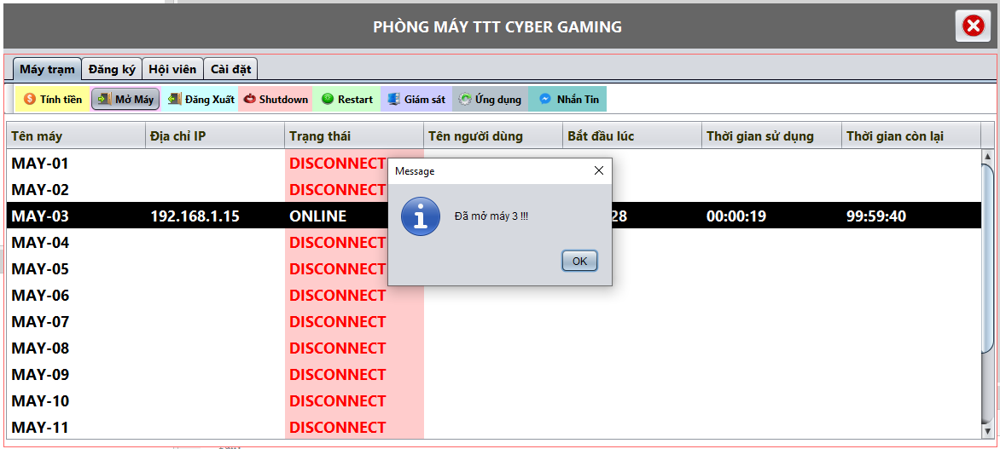 PHÒNG MÁY TTT CYBER GAMING
Máy trạm Đăng ký Hội viên Cài đặt
Tính tiền Mở Máy Đăng Xuất Shutdown Restart Giám sát Ứng dụng Nhắn Tin
Tên máy Địa chỉ IP Trạng thái Tên người dùng Bắt đầu lúc Thời gian sử dụng Thời gian còn lại
MAY-01 DISCONNECT
MAY-02 DISCONNECT
MAY-03 192.168.1.15 ONLINE 28 00:00:19 99:59:40
MAY-04 DISCONNECT
MAY-05 DISCONNECT
MAY-06 DISCONNECT
MAY-07 DISCONNECT
MAY-08 DISCONNECT
MAY-09 DISCONNECT
MAY-10 DISCONNECT
MAY-11 DISCONNECT
Message
Đã mở máy 3 !!!
OK